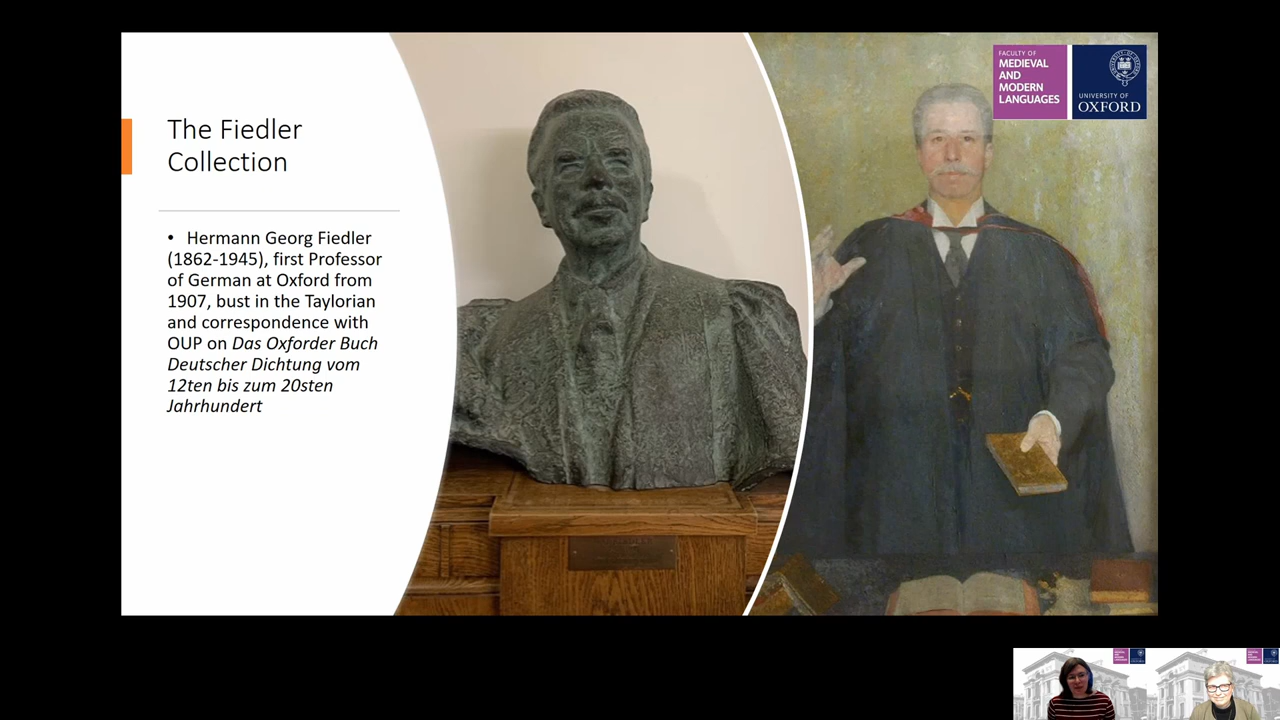 The Fiedler
Collection
• Hermann Georg Fiedler
(1862-1945), first Professor
of German at Oxford from
1907, bust in the Taylorian
and correspondence with
OUP on Das Oxforder Buch
Deutscher Dichtung vom
12ten bis zum 20sten
Jahrhundert
FACULTY OF
MEDIEVAL
AND
MODERN
LANGUAGES
UNIVERSITY OF
OXFORD